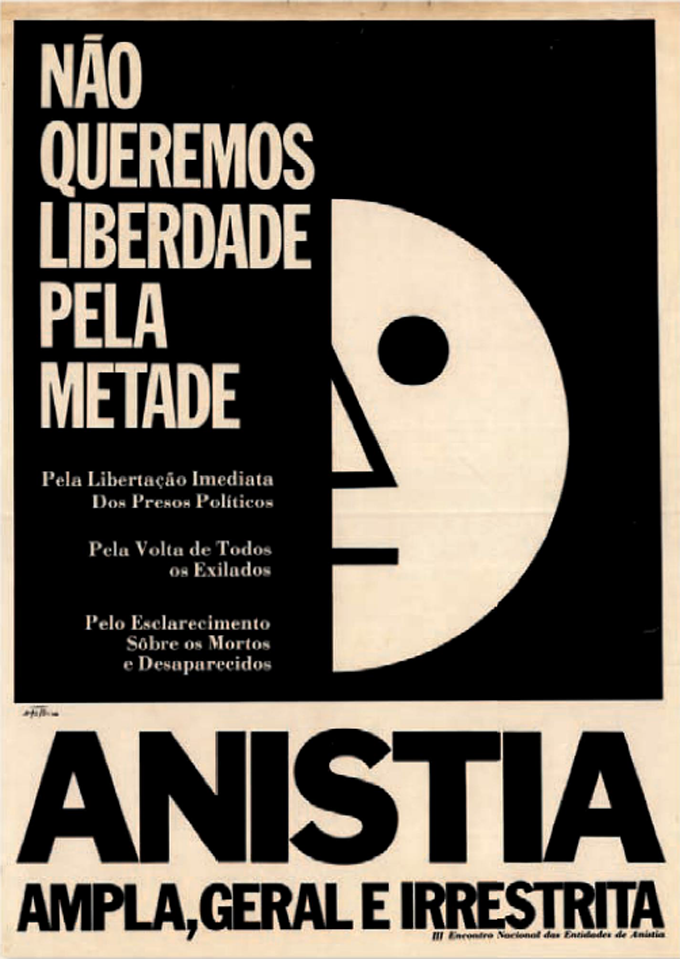 NÃO
QUEREMOS
LIBERDADE
PELA
METADE
Pela Libertação Imediata
Dos Presos Políticos
Pela Volta de Todos
os Exilados
Pelo Esclarecimento
Sôbre os Mortos
e Desaparecidos
ANISTIA
AMPLA, GERAL E IRRESTRITA
III Encontro Nacional das Entidades de Anistia